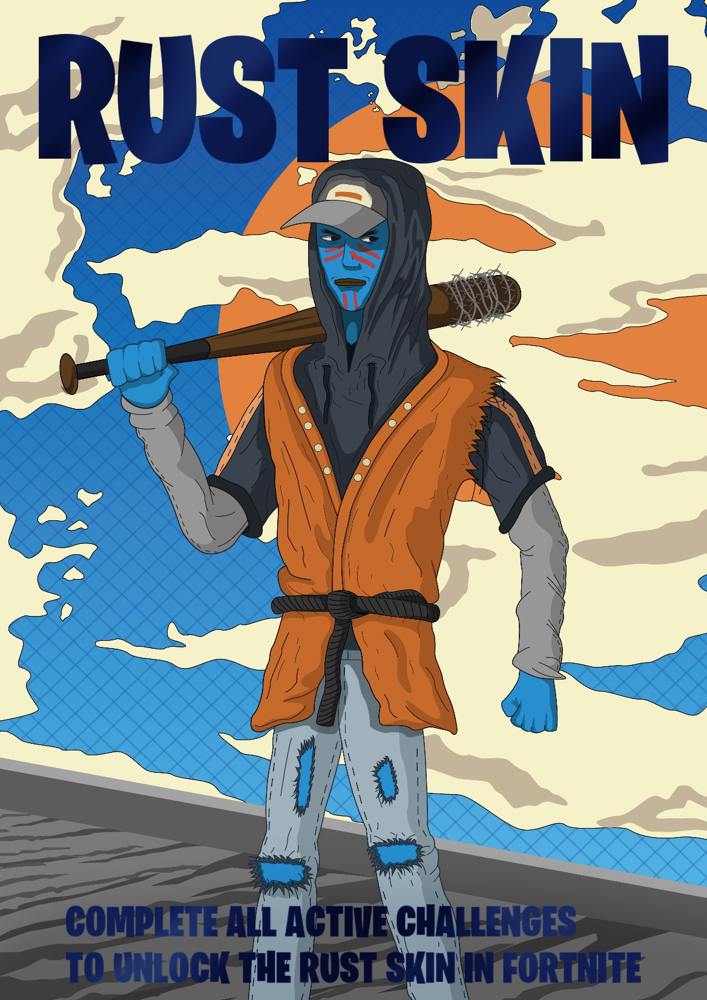 RUST SKIN
COMPLETE ALL ACTIVE CHALLENGES
TO UNLOCK THE RUST SKIN IN FORTNITE